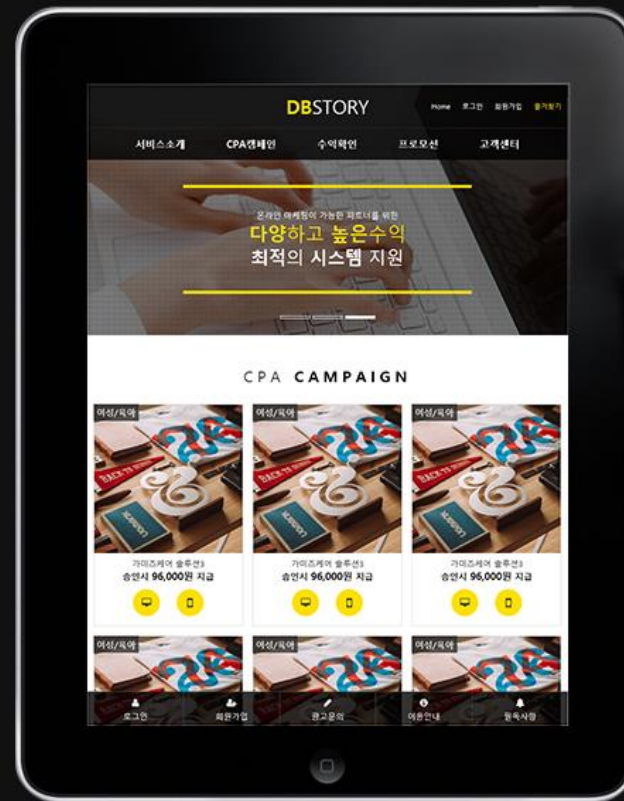 DBSTORY
Home 로그인 회원가입 즐겨찾기
서비스소개 CPA캠페인 수익확인 프로모션 고객센터
온라인 마케팅이 가능한 파트너를 위한
다양하고 높은수익
최적의 시스템 지원
CPA CAMPAIGN
여성/육아 여성/육아 여성/육아
가미즈케어 솔루션3 가미즈케어 솔루션3 가미즈케어 솔루션3
승인시 96,000원 지급 승인시 96,000원 지급 승인시 96,000원 지급
여성/육아 여성/육아 여성/육아
로그인 회원가입 광고문의 이용안내 필독사항